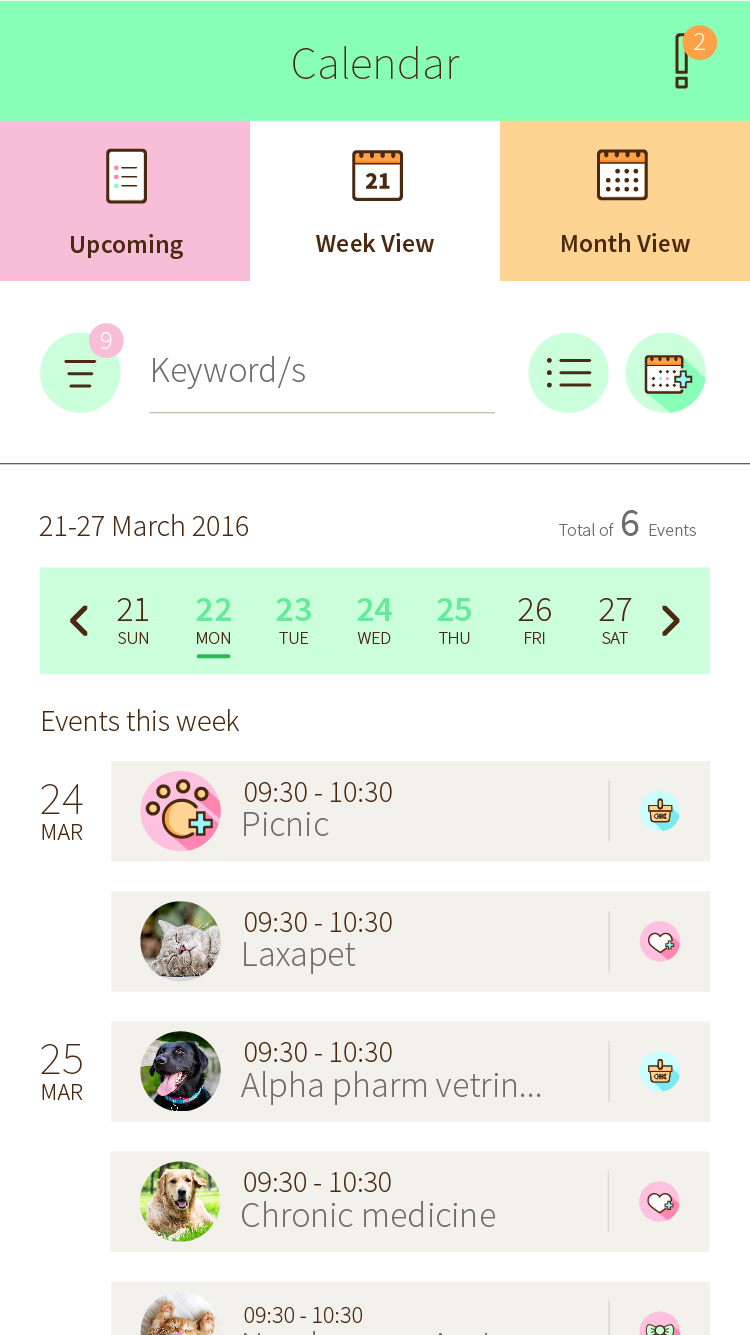 Calendar
2
21
Upcoming
Week View
Month View
9
Keyword/s
21-27 March 2016
Total of 6 Events
21 22 23 24 25 26 27
SUN MON TUE WED THU FRI SAT
Events this week
24
MAR
09:30 - 10:30
Picnic
09:30 - 10:30
Laxapet
25
MAR
09:30 - 10:30
Alpha pharm vetrin...
09:30 - 10:30
Chronic medicine
09:30 - 10:30